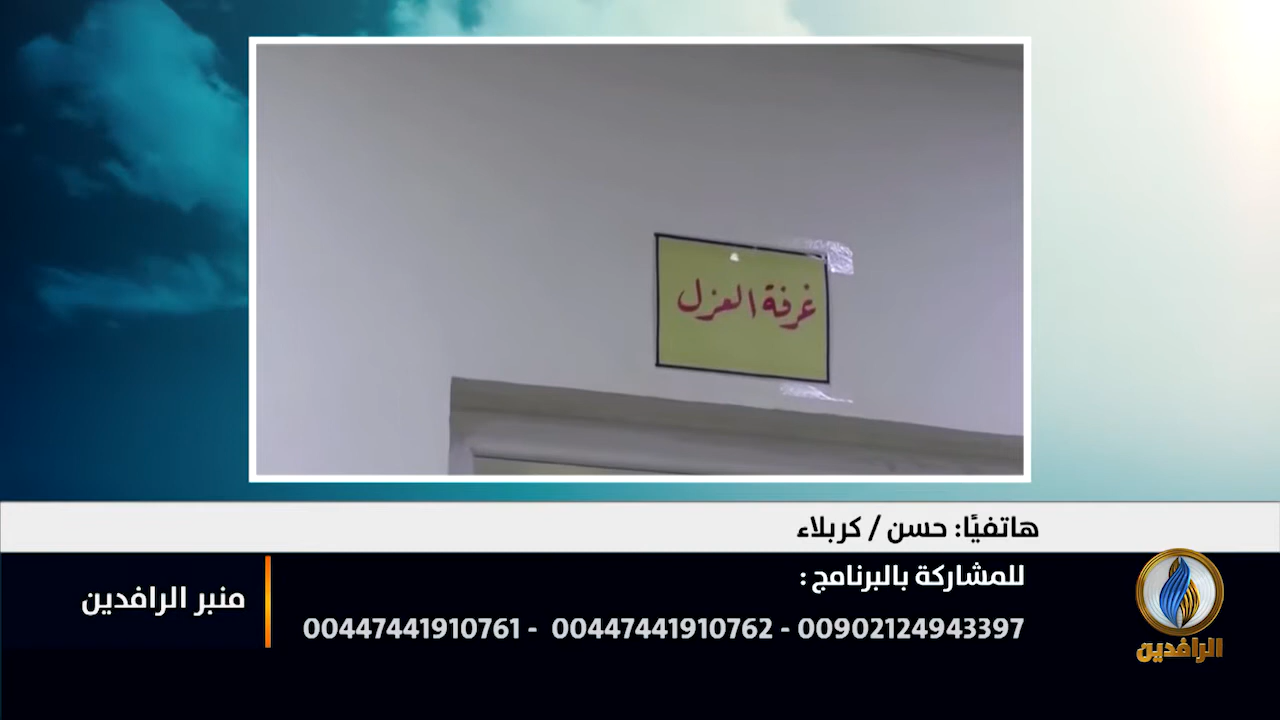 غرفة العزل
هاتفيًا: حسن / كربلاء
للمشاركة بالبرنامج :
00447441910761 - 00447441910762 - 00902124943397
منبر الرافدين
الرافدين